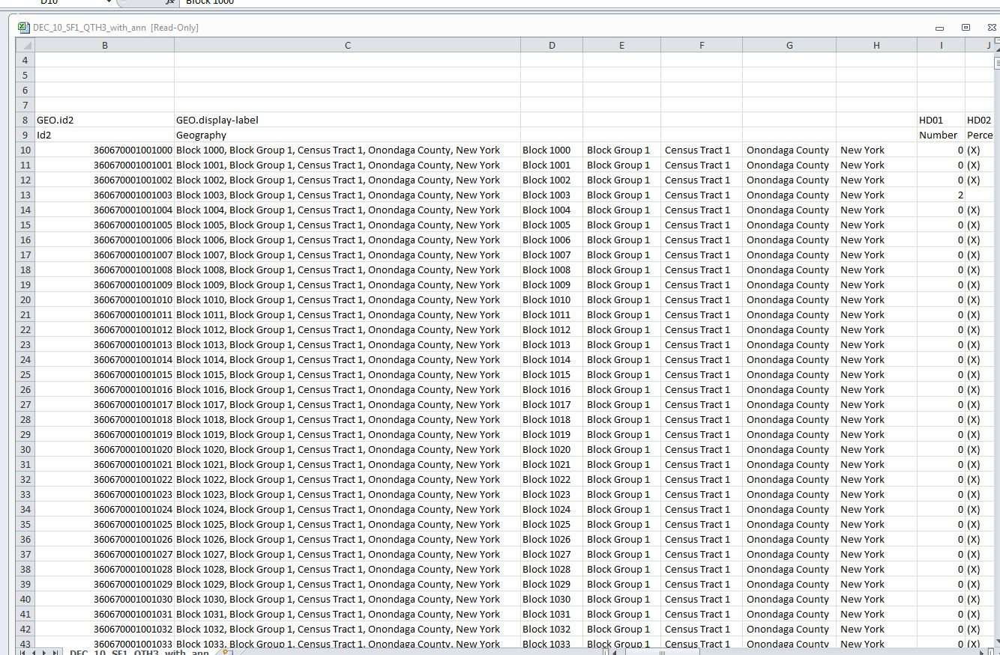 D10 fx Block 1000
DEC_10_SF1_QTH3_with_ann [Read-Only]
B C D E F G H I J
4
5
6
7
8 GEO.id2 GEO.display-label HD01 HD02
9 Id2 Geography Number Perce
10 360670001001000 Block 1000, Block Group 1, Census Tract 1, Onondaga County, New York Block 1000 Block Group 1 Census Tract 1 Onondaga County New York 0 (X)
11 360670001001001 Block 1001, Block Group 1, Census Tract 1, Onondaga County, New York Block 1001 Block Group 1 Census Tract 1 Onondaga County New York 0 (X)
12 360670001001002 Block 1002, Block Group 1, Census Tract 1, Onondaga County, New York Block 1002 Block Group 1 Census Tract 1 Onondaga County New York 0 (X)
13 360670001001003 Block 1003, Block Group 1, Census Tract 1, Onondaga County, New York Block 1003 Block Group 1 Census Tract 1 Onondaga County New York 2
14 360670001001004 Block 1004, Block Group 1, Census Tract 1, Onondaga County, New York Block 1004 Block Group 1 Census Tract 1 Onondaga County New York 0 (X)
15 360670001001005 Block 1005, Block Group 1, Census Tract 1, Onondaga County, New York Block 1005 Block Group 1 Census Tract 1 Onondaga County New York 0 (X)
16 360670001001006 Block 1006, Block Group 1, Census Tract 1, Onondaga County, New York Block 1006 Block Group 1 Census Tract 1 Onondaga County New York 0 (X)
17 360670001001007 Block 1007, Block Group 1, Census Tract 1, Onondaga County, New York Block 1007 Block Group 1 Census Tract 1 Onondaga County New York 0 (X)
18 360670001001008 Block 1008, Block Group 1, Census Tract 1, Onondaga County, New York Block 1008 Block Group 1 Census Tract 1 Onondaga County New York 0 (X)
19 360670001001009 Block 1009, Block Group 1, Census Tract 1, Onondaga County, New York Block 1009 Block Group 1 Census Tract 1 Onondaga County New York 0 (X)
20 360670001001010 Block 1010, Block Group 1, Census Tract 1, Onondaga County, New York Block 1010 Block Group 1 Census Tract 1 Onondaga County New York 0 (X)
21 360670001001011 Block 1011, Block Group 1, Census Tract 1, Onondaga County, New York Block 1011 Block Group 1 Census Tract 1 Onondaga County New York 0 (X)
22 360670001001012 Block 1012, Block Group 1, Census Tract 1, Onondaga County, New York Block 1012 Block Group 1 Census Tract 1 Onondaga County New York 0 (X)
23 360670001001013 Block 1013, Block Group 1, Census Tract 1, Onondaga County, New York Block 1013 Block Group 1 Census Tract 1 Onondaga County New York 0 (X)
24 360670001001014 Block 1014, Block Group 1, Census Tract 1, Onondaga County, New York Block 1014 Block Group 1 Census Tract 1 Onondaga County New York 0 (X)
25 360670001001015 Block 1015, Block Group 1, Census Tract 1, Onondaga County, New York Block 1015 Block Group 1 Census Tract 1 Onondaga County New York 0 (X)
26 360670001001016 Block 1016, Block Group 1, Census Tract 1, Onondaga County, New York Block 1016 Block Group 1 Census Tract 1 Onondaga County New York 0 (X)
27 360670001001017 Block 1017, Block Group 1, Census Tract 1, Onondaga County, New York Block 1017 Block Group 1 Census Tract 1 Onondaga County New York 0 (X)
28 360670001001018 Block 1018, Block Group 1, Census Tract 1, Onondaga County, New York Block 1018 Block Group 1 Census Tract 1 Onondaga County New York 0 (X)
29 360670001001019 Block 1019, Block Group 1, Census Tract 1, Onondaga County, New York Block 1019 Block Group 1 Census Tract 1 Onondaga County New York 0 (X)
30 360670001001020 Block 1020, Block Group 1, Census Tract 1, Onondaga County, New York Block 1020 Block Group 1 Census Tract 1 Onondaga County New York 0 (X)
31 360670001001021 Block 1021, Block Group 1, Census Tract 1, Onondaga County, New York Block 1021 Block Group 1 Census Tract 1 Onondaga County New York 0 (X)
32 360670001001022 Block 1022, Block Group 1, Census Tract 1, Onondaga County, New York Block 1022 Block Group 1 Census Tract 1 Onondaga County New York 0 (X)
33 360670001001023 Block 1023, Block Group 1, Census Tract 1, Onondaga County, New York Block 1023 Block Group 1 Census Tract 1 Onondaga County New York 0 (X)
34 360670001001024 Block 1024, Block Group 1, Census Tract 1, Onondaga County, New York Block 1024 Block Group 1 Census Tract 1 Onondaga County New York 0 (X)
35 360670001001025 Block 1025, Block Group 1, Census Tract 1, Onondaga County, New York Block 1025 Block Group 1 Census Tract 1 Onondaga County New York 0 (X)
36 360670001001026 Block 1026, Block Group 1, Census Tract 1, Onondaga County, New York Block 1026 Block Group 1 Census Tract 1 Onondaga County New York 0 (X)
37 360670001001027 Block 1027, Block Group 1, Census Tract 1, Onondaga County, New York Block 1027 Block Group 1 Census Tract 1 Onondaga County New York 0 (X)
38 360670001001028 Block 1028, Block Group 1, Census Tract 1, Onondaga County, New York Block 1028 Block Group 1 Census Tract 1 Onondaga County New York 0 (X)
39 360670001001029 Block 1029, Block Group 1, Census Tract 1, Onondaga County, New York Block 1029 Block Group 1 Census Tract 1 Onondaga County New York 0 (X)
40 360670001001030 Block 1030, Block Group 1, Census Tract 1, Onondaga County, New York Block 1030 Block Group 1 Census Tract 1 Onondaga County New York 0 (X)
41 360670001001031 Block 1031, Block Group 1, Census Tract 1, Onondaga County, New York Block 1031 Block Group 1 Census Tract 1 Onondaga County New York 0 (X)
42 360670001001032 Block 1032, Block Group 1, Census Tract 1, Onondaga County, New York Block 1032 Block Group 1 Census Tract 1 Onondaga County New York 0 (X)
43 360670001001033 Block 1033, Block Group 1, Census Tract 1, Onondaga County, New York Block 1033 Block Group 1 Census Tract 1 Onondaga County New York 0 (X)
DEC_10_SF1_QTH3_with_ann